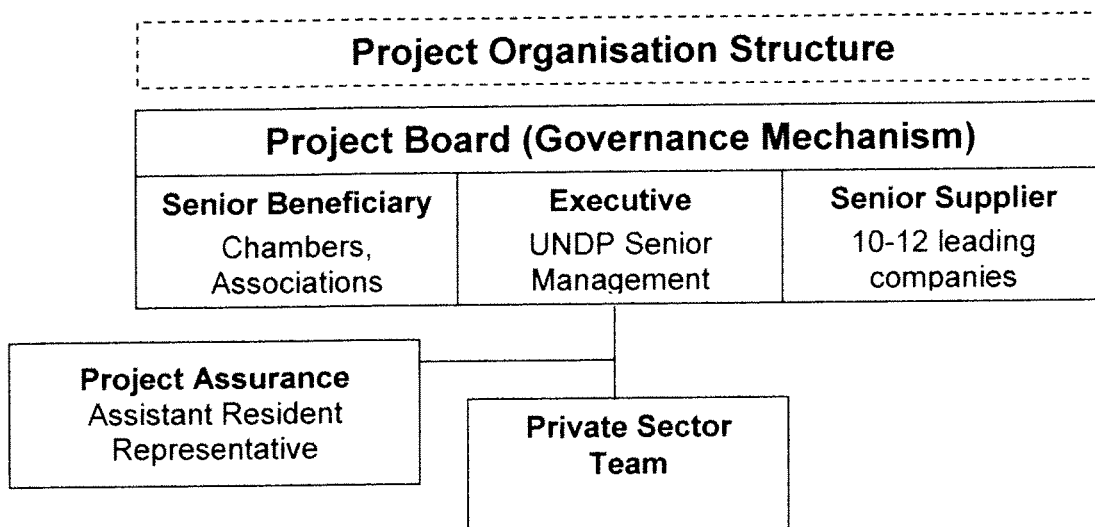 Project Organisation Structure
Project Board (Governance Mechanism)
Senior Beneficiary
Chambers,
Associations
Executive
UNDP Senior
Management
Senior Supplier
10-12 leading
companies
Project Assurance
Assistant Resident
Representative
Private Sector
Team